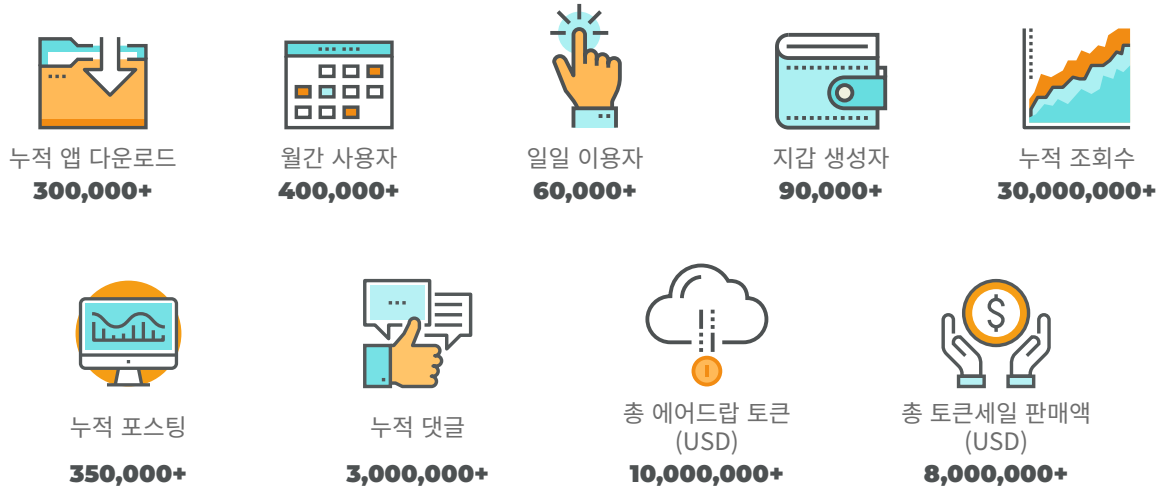 누적 앱 다운로드
300,000+
월간 사용자
400,000+
일일 이용자
60,000+
지갑 생성자
90,000+
누적 조회수
30,000,000+
누적 포스팅
350,000+
누적 댓글
3,000,000+
총 에어드랍 토큰
(USD)
10,000,000+
총 토큰세일 판매액
(USD)
8,000,000+